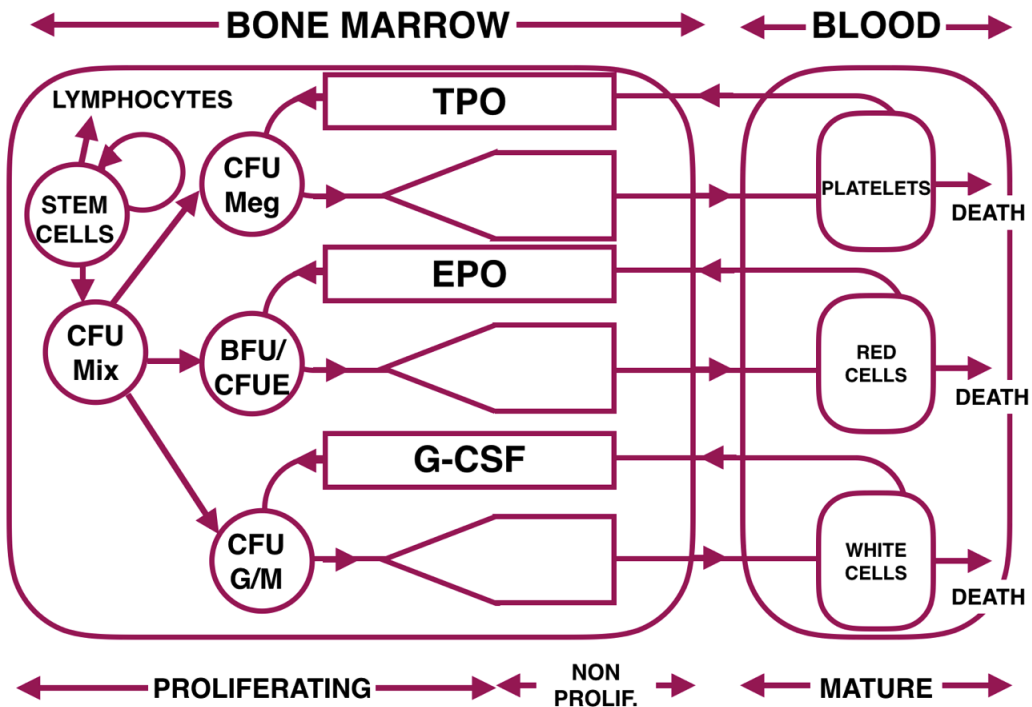 BONE MARROW
BLOOD
LYMPHOCYTES
TPO
CFU
Meg
STEM
CELLS
PLATELETS
DEATH
EPO
CFU
Mix
BFU/
CFUE
RED
CELLS
DEATH
G-CSF
CFU
G/M
WHITE
CELLS
DEATH
PROLIFERATING
NON
PROLIF.
MATURE